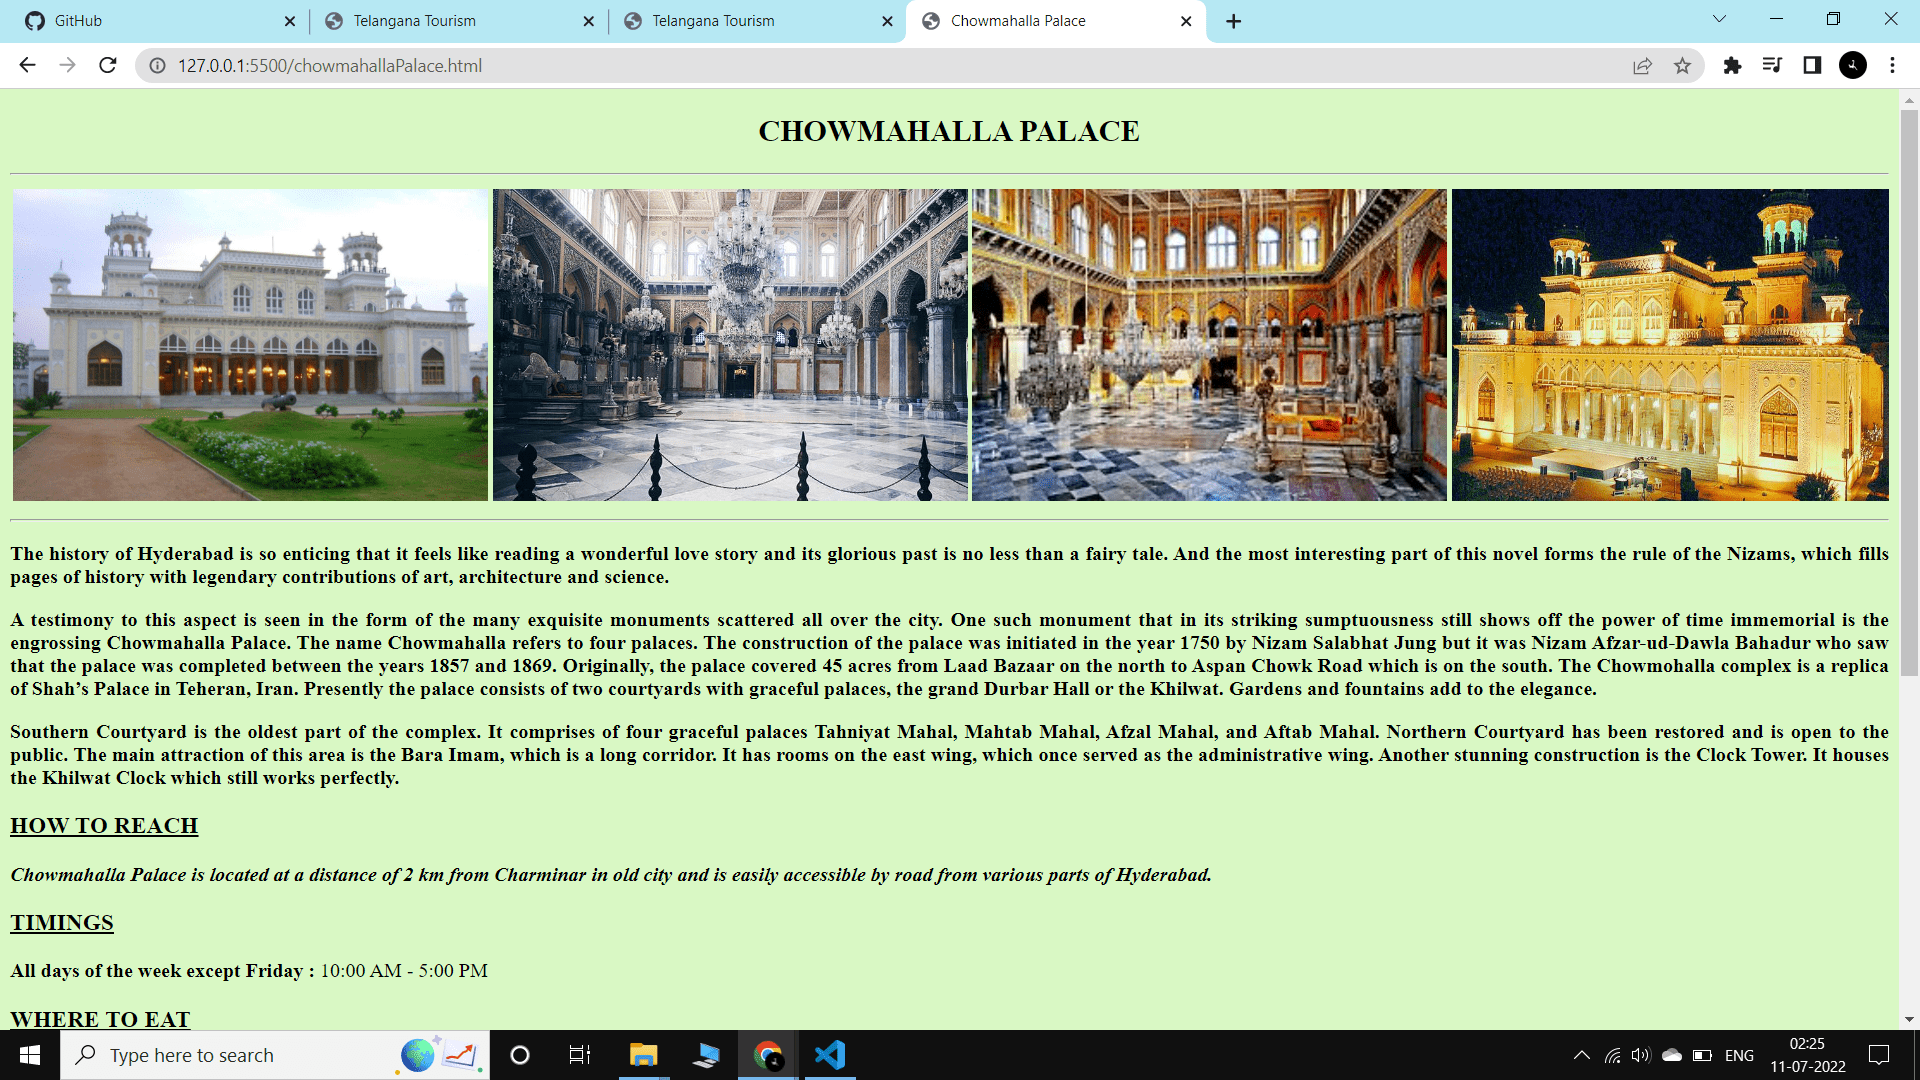 GitHub
Telangana Tourism
Telangana Tourism
Chowmahalla Palace
127.0.0.1:5500/chowmahallaPalace.html
CHOWMAHALLA PALACE
The history of Hyderabad is so enticing that it feels like reading a wonderful love story and its glorious past is no less than a fairy tale. And the most interesting part of this novel forms the rule of the Nizams, which fills
pages of history with legendary contributions of art, architecture and science.
A testimony to this aspect is seen in the form of the many exquisite monuments scattered all over the city. One such monument that in its striking sumptuousness still shows off the power of time immemorial is the
engrossing Chowmahalla Palace. The name Chowmahalla refers to four palaces. The construction of the palace was initiated in the year 1750 by Nizam Salabhat Jung but it was Nizam Afzar-ud-Dawla Bahadur who saw
that the palace was completed between the years 1857 and 1869. Originally, the palace covered 45 acres from Laad Bazaar on the north to Aspan Chowk Road which is on the south. The Chowmohalla complex is a replica
of Shah’s Palace in Teheran, Iran. Presently the palace consists of two courtyards with graceful palaces, the grand Durbar Hall or the Khilwat. Gardens and fountains add to the elegance.
Southern Courtyard is the oldest part of the complex. It comprises of four graceful palaces Tahniyat Mahal, Mahtab Mahal, Afzal Mahal, and Aftab Mahal. Northern Courtyard has been restored and is open to the
public. The main attraction of this area is the Bara Imam, which is a long corridor. It has rooms on the east wing, which once served as the administrative wing. Another stunning construction is the Clock Tower. It houses
the Khilwat Clock which still works perfectly.
HOW TO REACH
Chowmahalla Palace is located at a distance of 2 km from Charminar in old city and is easily accessible by road from various parts of Hyderabad.
TIMINGS
All days of the week except Friday : 10:00 AM - 5:00 PM
WHERE TO EAT
Type here to search
ENG
02:25
11-07-2022